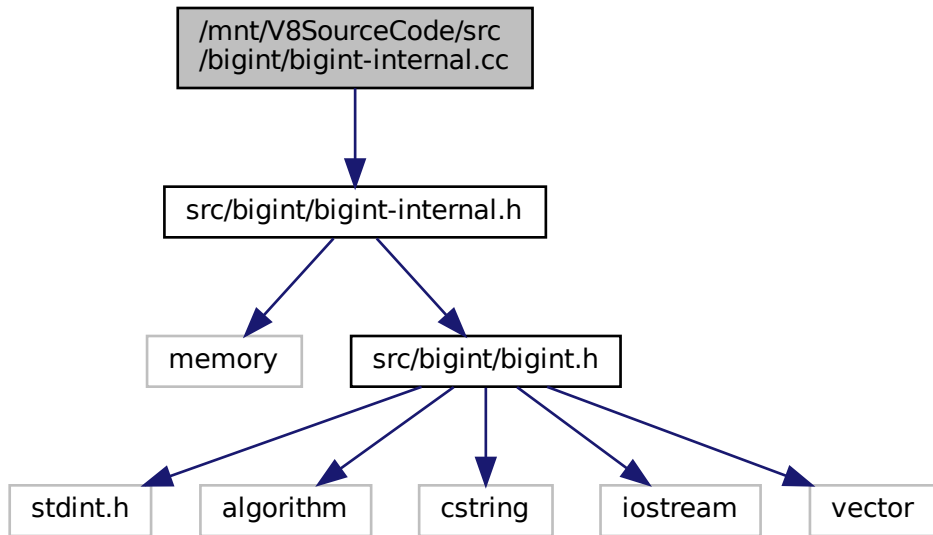 /mnt/V8SourceCode/src
/bigint/bigint-internal.cc
src/bigint/bigint-internal.h
memory
src/bigint/bigint.h
stdint.h
algorithm
cstring
iostream
vector